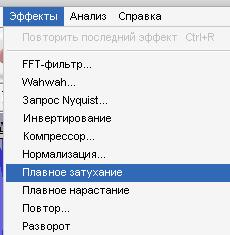 Эффекты Анализ Справка
Повторить последний эффект Ctrl+R
FFT-фильтр...
Wahwah...
Запрос Nyquist...
Инвертирование
Компрессор...
Нормализация...
Плавное затухание
Плавное нарастание
Повтор...
Разворот